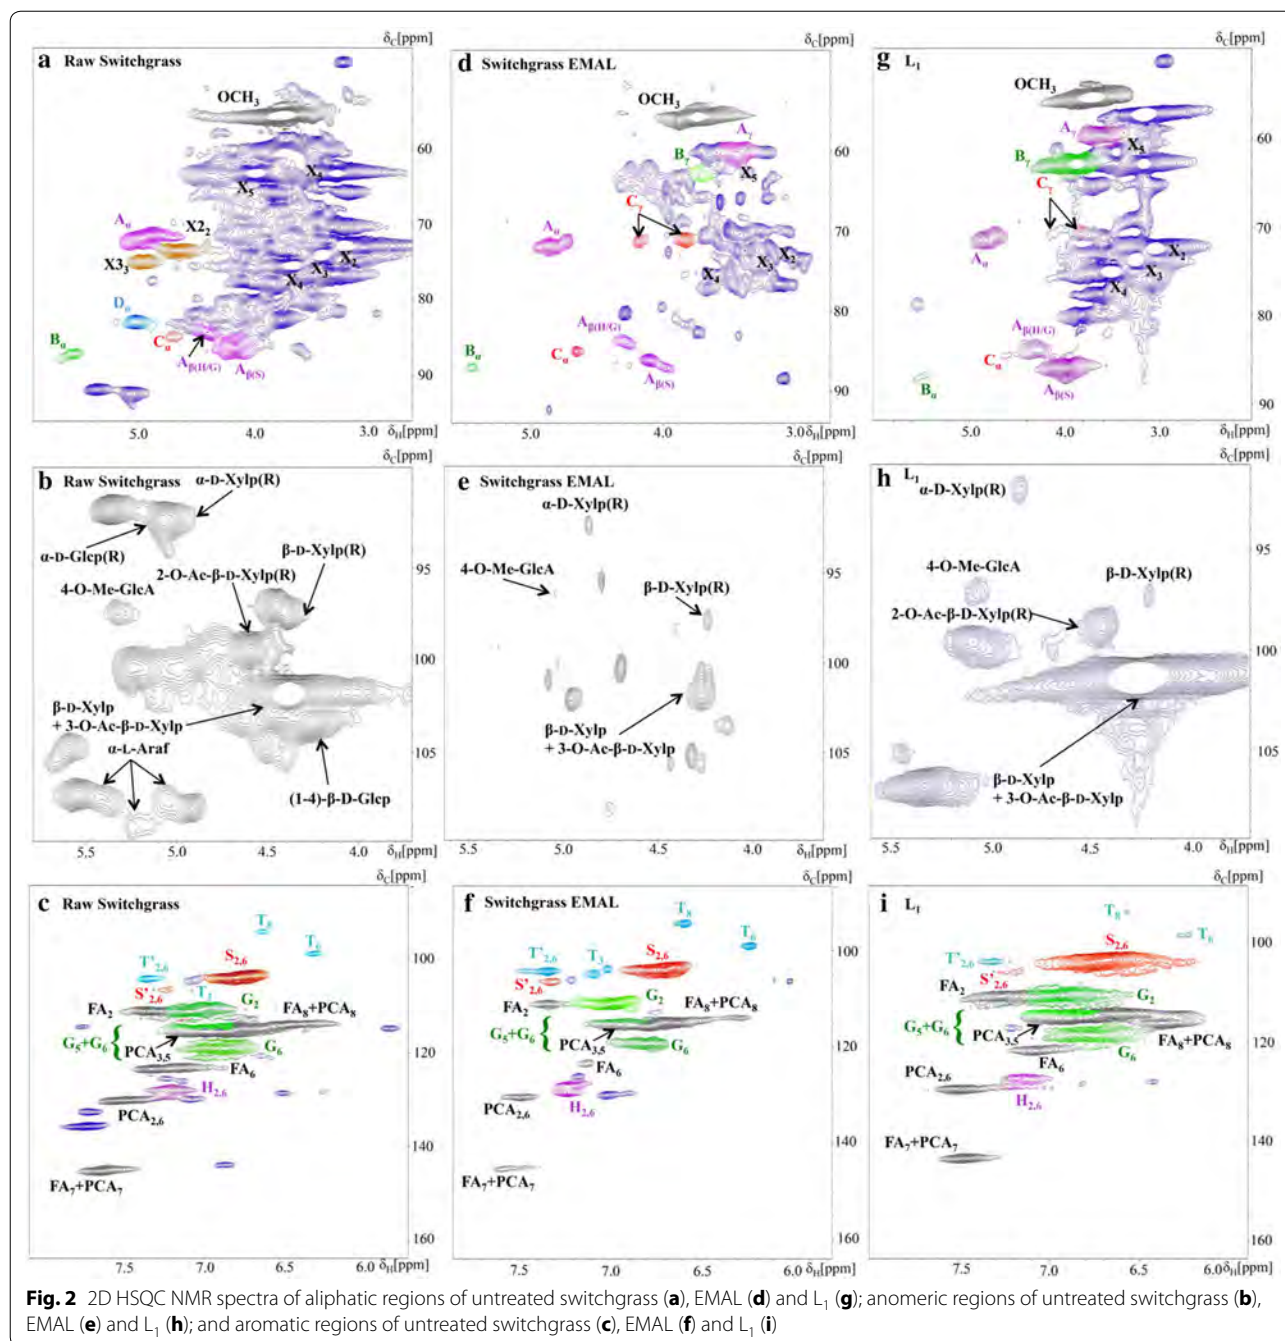 δC[ppm]
a Raw Switchgrass
OCH3
X5
X5
Aα
X22
X33
X2
X3
X4
Dα
Cα
Bα
Aβ(H/G)
Aβ(S)
60
70
80
90
5.0 4.0 3.0 δH[ppm]
δC[ppm]
d Switchgrass EMAL
OCH3
Aγ
Bγ
X5
Cγ
Aα
X2
X3
X4
Aβ(H/G)
Cα
Bα
Aβ(S)
60
70
80
90
5.0 4.0 3.0 δH[ppm]
δC[ppm]
g L1
OCH3
Aγ
X5
Bγ
Cγ
Aα
X2
X3
X4
Aβ(H/G)
Cα
Bα
Aβ(S)
60
70
80
90
5.0 4.0 3.0 δH[ppm]
δC[ppm]
b Raw Switchgrass
α-D-Xylp(R)
α-D-Glcp(R)
β-D-Xylp(R)
2-O-Ac-β-D-Xylp(R)
4-O-Me-GlcA
β-D-Xylp
+ 3-O-Ac-β-D-Xylp
α-L-Araf
(1-4)-β-D-Glcp
95
100
105
5.5 5.0 4.5 4.0 δH[ppm]
δC[ppm]
e Switchgrass EMAL
α-D-Xylp(R)
4-O-Me-GlcA
β-D-Xylp(R)
β-D-Xylp
+ 3-O-Ac-β-D-Xylp
95
100
105
5.5 5.0 4.5 4.0 δH[ppm]
δC[ppm]
h L1
α-D-Xylp(R)
4-O-Me-GlcA
β-D-Xylp(R)
2-O-Ac-β-D-Xylp(R)
β-D-Xylp
+ 3-O-Ac-β-D-Xylp
95
100
105
5.5 5.0 4.5 4.0 δH[ppm]
δC[ppm]
c Raw Switchgrass
T8
T6
T'2,6
S2,6
S'2,6
T3
G2
FA2
FA8+PCA8
G5+G6 {
PCA3,5
G6
FA6
H2,6
PCA2,6
FA7+PCA7
100
120
140
160
7.5 7.0 6.5 6.0 δH[ppm]
δC[ppm]
f Switchgrass EMAL
T8
T6
T'2,6
T3
S2,6
S'2,6
G2
FA2
FA8+PCA8
G5+G6 {
PCA3,5
G6
FA6
H2,6
PCA2,6
FA7+PCA7
100
120
140
160
7.5 7.0 6.5 6.0 δH[ppm]
δC[ppm]
i L1
T8
T6
T'2,6
S2,6
S'2,6
FA2
G2
G5+G6 {
PCA3,5
FA8+PCA8
G6
FA6
PCA2,6
H2,6
FA7+PCA7
100
120
140
160
7.5 7.0 6.5 6.0 δH[ppm]
Fig. 2 2D HSQC NMR spectra of aliphatic regions of untreated switchgrass (a), EMAL (d) and L1 (g); anomeric regions of untreated switchgrass (b),
EMAL (e) and L1 (h); and aromatic regions of untreated switchgrass (c), EMAL (f) and L1 (i)